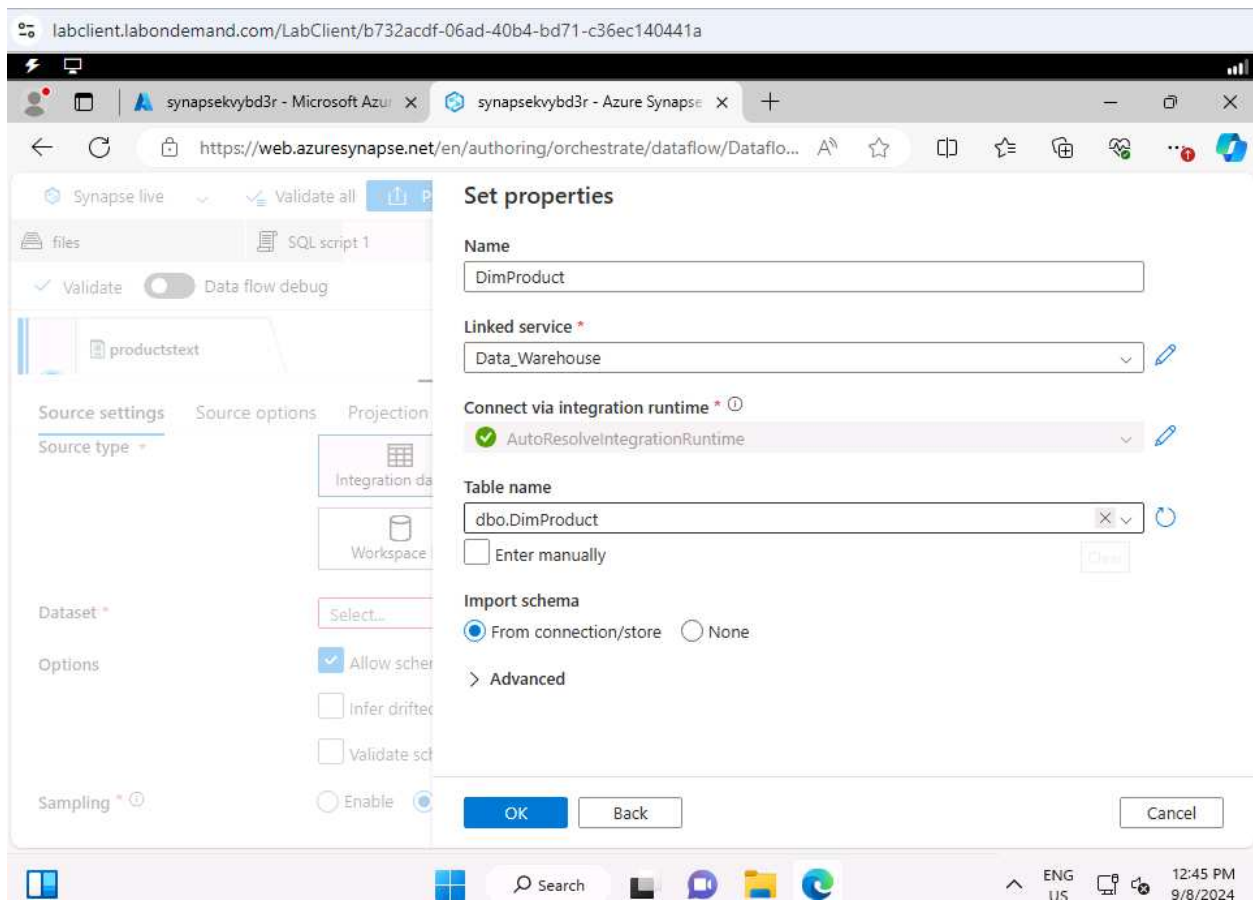 labclient.labondemand.com/LabClient/b732acdf-06ad-40b4-bd71-c36ec140441a
synapsekvybd3r - Microsoft Azur
synapsekvybd3r - Azure Synapse
https://web.azuresynapse.net/en/authoring/orchestrate/dataflow/Dataflo...
Synapse live
Validate all
P
files
SQL script 1
Validate
Data flow debug
productstext
Source settings
Source options
Projection
Source type *
Integration da
Workspace
Dataset *
Select...
Options
Allow scher
Infer drifted
Validate sch
Sampling *
Enable
Set properties
Name
DimProduct
Linked service *
Data_Warehouse
Connect via integration runtime *
AutoResolveIntegrationRuntime
Table name
dbo.DimProduct
Enter manually
Clear
Import schema
From connection/store
None
Advanced
OK
Back
Cancel
Search
ENG
US
12:45 PM
9/8/2024